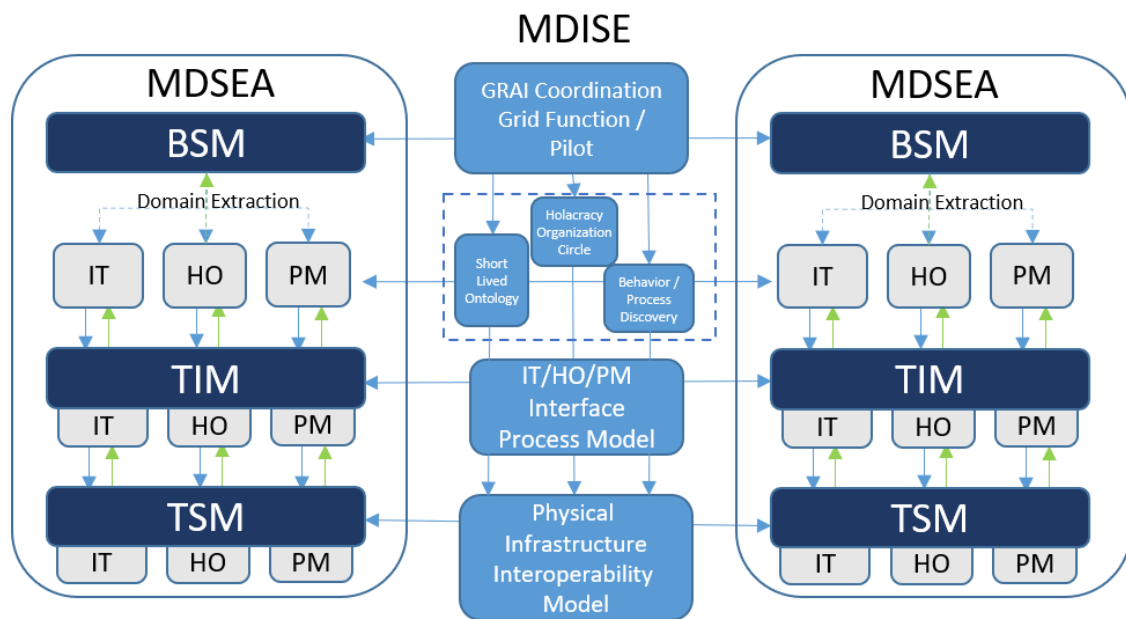 MDISE
MDSEA
BSM
Domain Extraction
IT
HO
PM
TIM
IT
HO
PM
TSM
IT
HO
PM
GRAI Coordination
Grid Function /
Pilot
Holacracy
Organization
Circle
Short
Lived
Ontology
Behavior /
Process
Discovery
IT/HO/PM
Interface
Process Model
Physical
Infrastructure
Interoperability
Model
MDSEA
BSM
Domain Extraction
IT
HO
PM
TIM
IT
HO
PM
TSM
IT
HO
PM